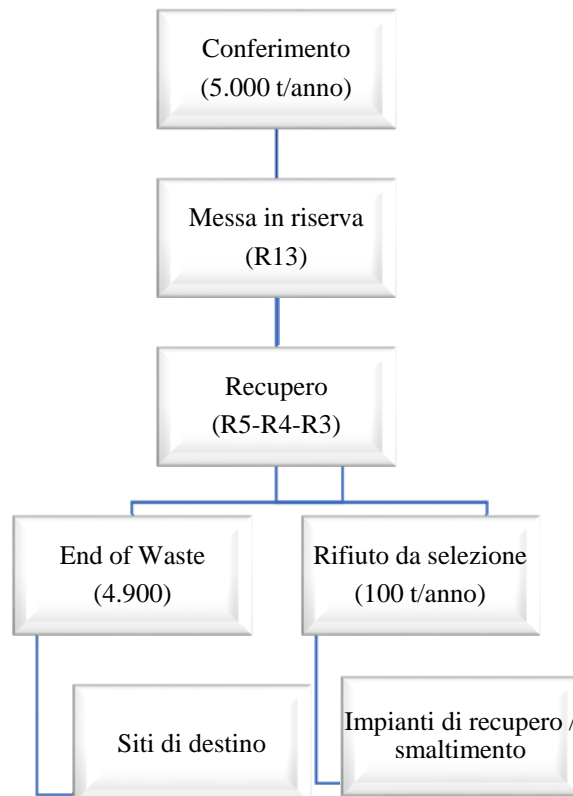 Conferimento
(5.000 t/anno)
Messa in riserva
(R13)
Recupero
(R5-R4-R3)
End of Waste
(4.900)
Rifiuto da selezione
(100 t/anno)
Siti di destino
Impianti di recupero /
smaltimento